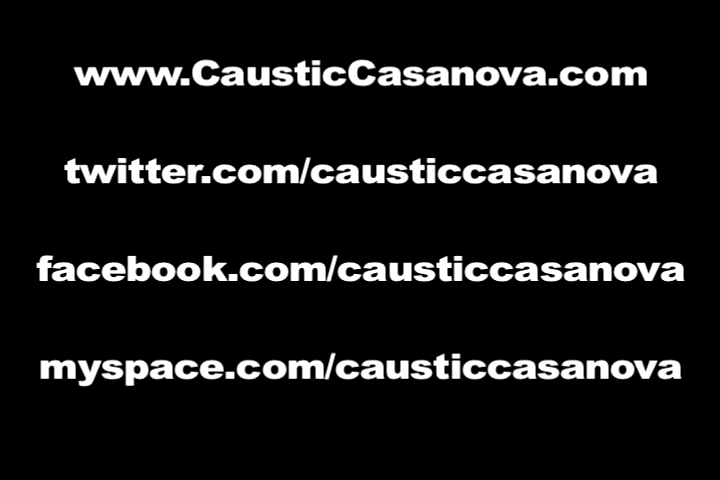 www.CausticCasanova.com
twitter.com/causticcasanova
facebook.com/causticcasanova
myspace.com/causticcasanova